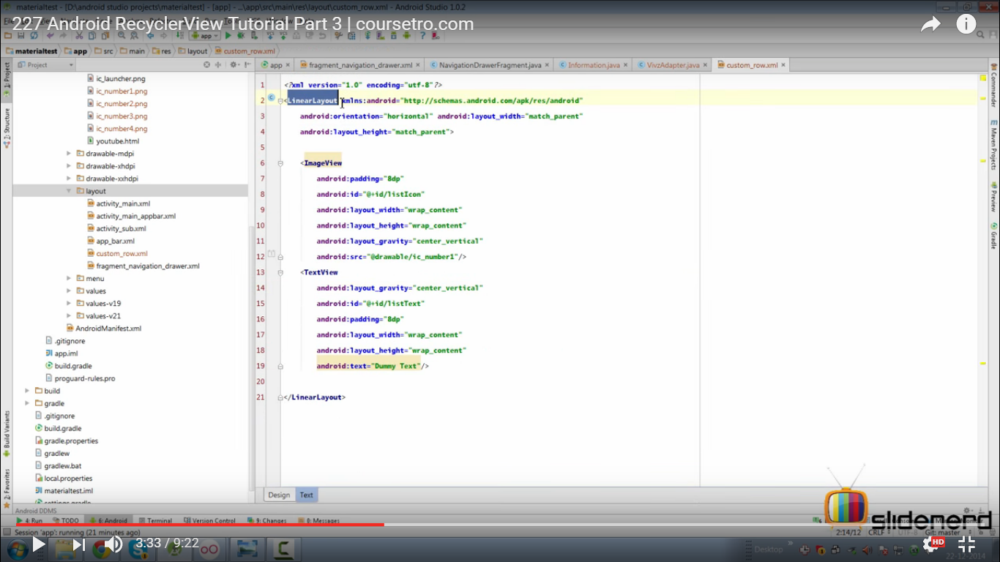 materialtest - [D:\android studio projects\materialtest] - [app] - ...\app\src\main\res\layout\custom_row.xml - Android Studio 1.0.2
227 Android RecyclerView Tutorial Part 3 | coursetro.com
app
materialtest app src main res layout custom_row.xml
Project
app fragment_navigation_drawer.xml NavigationDrawerFragment.java Information.java VivzAdapter.java custom_row.xml
1: Project
2: Structure
Build Variants
2: Favorites
ic_launcher.png
ic_number1.png
ic_number2.png
ic_number3.png
ic_number4.png
youtube.html
drawable-mdpi
drawable-xhdpi
drawable-xxhdpi
layout
activity_main.xml
activity_main_appbar.xml
activity_sub.xml
app_bar.xml
custom_row.xml
fragment_navigation_drawer.xml
menu
values
values-v19
values-v21
AndroidManifest.xml
.gitignore
app.iml
build.gradle
proguard-rules.pro
build
gradle
.gitignore
build.gradle
gradle.properties
gradlew
gradlew.bat
local.properties
materialtest.iml
settings.gradle
1 <?xml version="1.0" encoding="utf-8"?>
2 <LinearLayout xmlns:android="http://schemas.android.com/apk/res/android"
3 android:orientation="horizontal" android:layout_width="match_parent"
4 android:layout_height="match_parent">
5
6 <ImageView
7 android:padding="8dp"
8 android:id="@+id/listIcon"
9 android:layout_width="wrap_content"
10 android:layout_height="wrap_content"
11 android:layout_gravity="center_vertical"
12 android:src="@drawable/ic_number1"/>
13 <TextView
14 android:layout_gravity="center_vertical"
15 android:id="@+id/listText"
16 android:padding="8dp"
17 android:layout_width="wrap_content"
18 android:layout_height="wrap_content"
19 android:text="Dummy Text"/>
20
21 </LinearLayout>
Commander
Maven Projects
Preview
Gradle
Design Text
Android DDMS
4: Run TODO 6: Android Terminal Version Control 9: Changes 0: Messages
slidenerd
Session 'app': running (21 minutes ago)
2:14/12 CRLF UTF-8 Git: master
3:33 / 9:22
Desktop
HD
22-12-2014